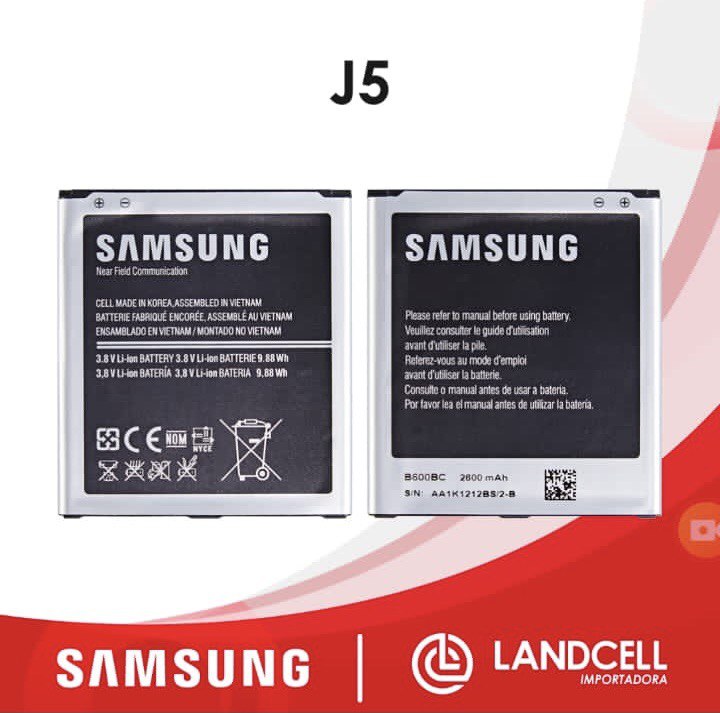 J5
SAMSUNG
Near Field Communication
CELL MADE IN KOREA,ASSEMBLED IN VIETNAM
BATTERIE FABRIQUÉ ENCORÉE, ASSEMBLÉ AU VIETNAM
ENSAMBLADO EN VIETNAM / MONTADO NO VIETNAM
3.8 V Li-ion BATTERY 3.8 V Li-ion BATTERIE 9.88 Wh
3,8 V Li-ion BATERÍA 3,8 V Li-ion BATERIA 9,88 Wh
CE NOM NYCE
SAMSUNG
Please refer to manual before using battery.
Veuillez consulter le guide d'utilisation
avant d'utiliser la pile.
Referez-vous au mode d'emploi
avant d'utiliser la batterie.
Consulte o manual antes de usar a bateria.
Por favor lea el manual antes de utilizar la batería.
B600BC 2600 mAh
S/N: AA1K1212BS/2-B
SAMSUNG
LANDCELL
IMPORTADORA